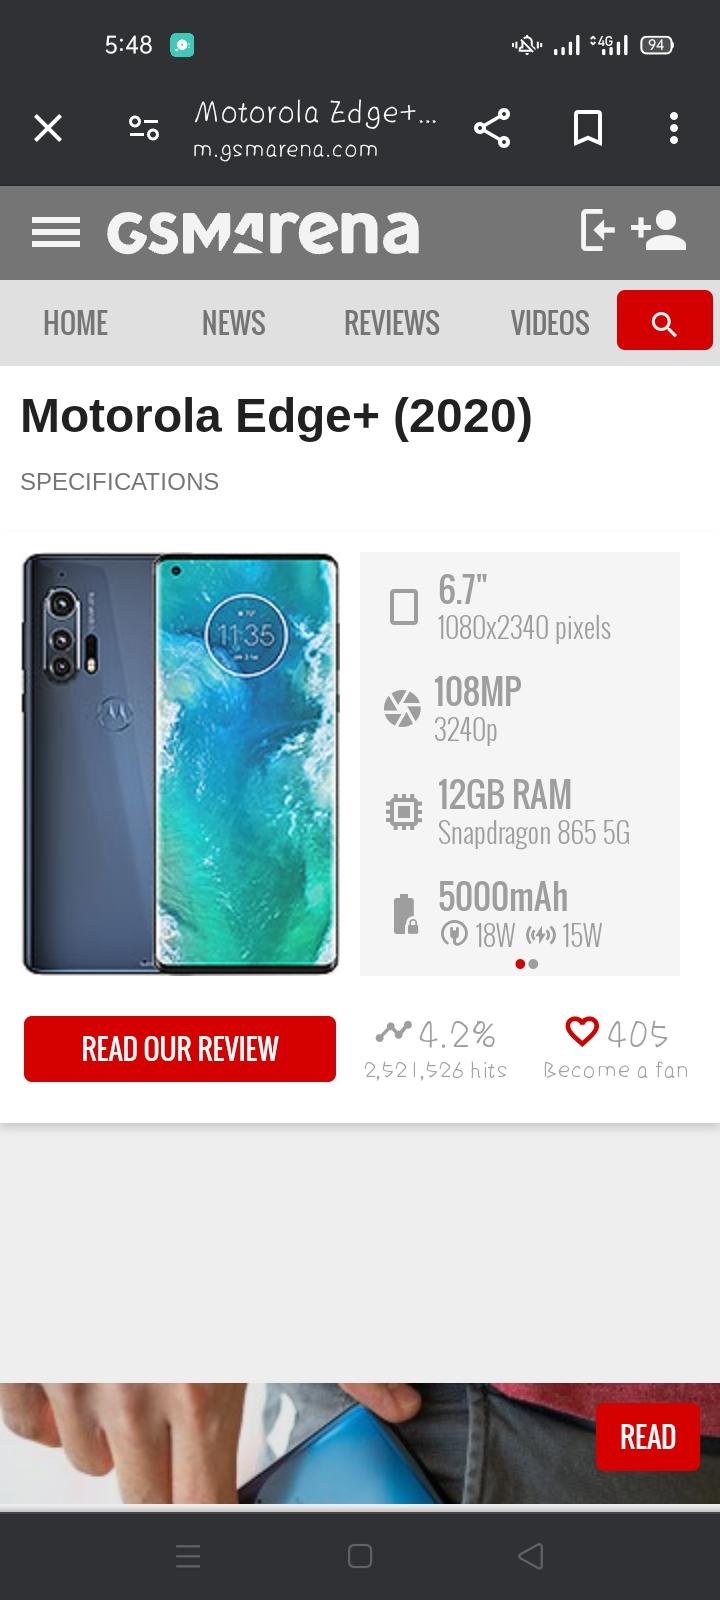 5:48
4G
94
Motorola Edge+...
m.gsmarena.com
GSMArena
HOME NEWS REVIEWS VIDEOS
Motorola Edge+ (2020)
SPECIFICATIONS
11:35
6.7"
1080x2340 pixels
108MP
3240p
12GB RAM
Snapdragon 865 5G
5000mAh
18W 15W
READ OUR REVIEW
4.2%
2,521,526 hits
405
Become a fan
READ